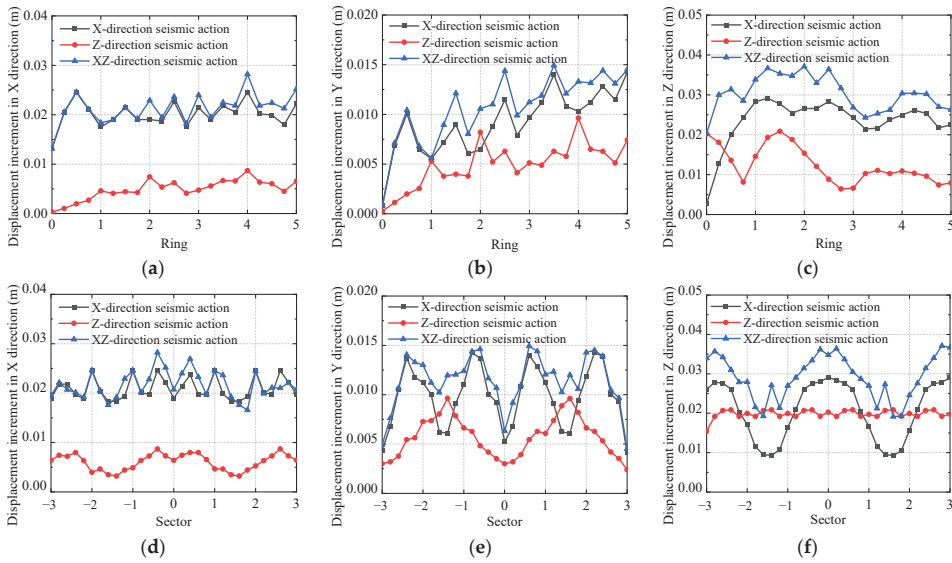 Displacement increment in X direction (m)
0.04
0.03
0.02
0.01
0.00
X-direction seismic action
Z-direction seismic action
XZ-direction seismic action
0 1 2 3 4 5
Ring
(a)
Displacement increment in Y direction (m)
0.020
0.015
0.010
0.005
0.000
X-direction seismic action
Z-direction seismic action
XZ-direction seismic action
0 1 2 3 4 5
Ring
(b)
Displacement increment in Z direction (m)
0.05
0.04
0.03
0.02
0.01
0.00
X-direction seismic action
Z-direction seismic action
XZ-direction seismic action
0 1 2 3 4 5
Ring
(c)
Displacement increment in X direction (m)
0.04
0.03
0.02
0.01
0.00
X-direction seismic action
Z-direction seismic action
XZ-direction seismic action
−3 −2 −1 0 1 2 3
Sector
(d)
Displacement increment in Y direction (m)
0.020
0.015
0.010
0.005
0.000
X-direction seismic action
Z-direction seismic action
XZ-direction seismic action
−3 −2 −1 0 1 2 3
Sector
(e)
Displacement increment in Z direction (m)
0.05
0.04
0.03
0.02
0.01
0.00
X-direction seismic action
Z-direction seismic action
XZ-direction seismic action
−3 −2 −1 0 1 2 3
Sector
(f)